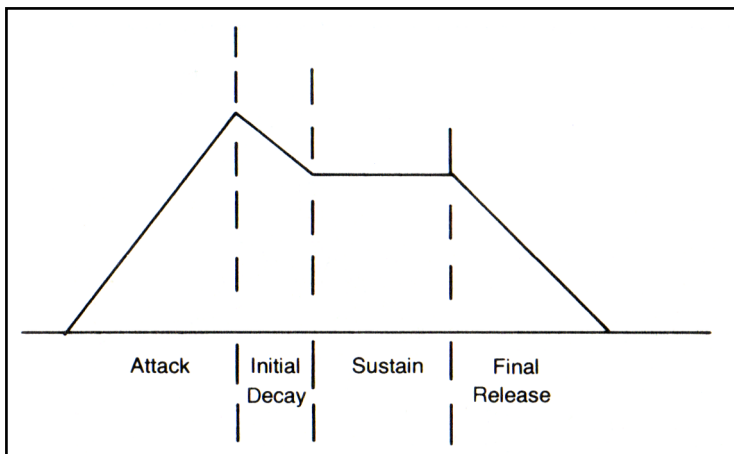 Attack
Initial
Decay
Sustain
Final
Release